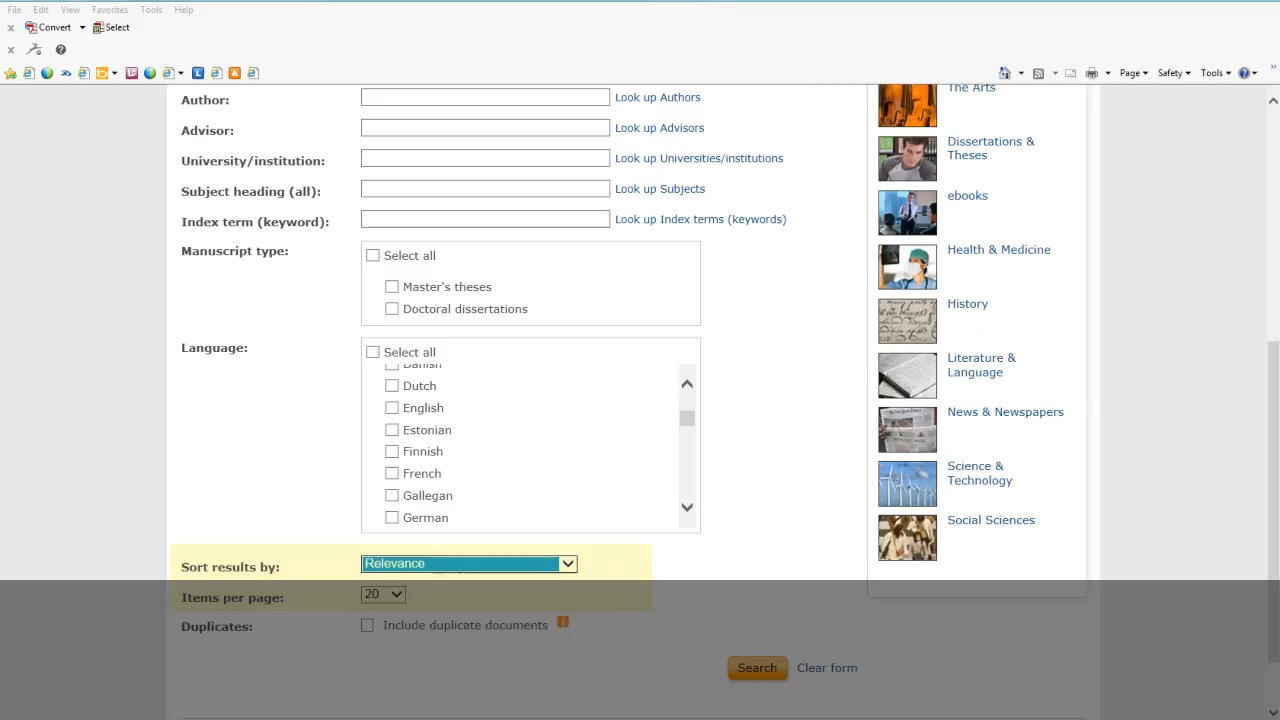 File Edit View Favorites Tools Help
x Convert Select
x
Page Safety Tools
Author: Look up Authors
Advisor: Look up Advisors
University/institution: Look up Universities/institutions
Subject heading (all): Look up Subjects
Index term (keyword): Look up Index terms (keywords)
Manuscript type: Select all
Master's theses
Doctoral dissertations
Language: Select all
Danish
Dutch
English
Estonian
Finnish
French
Gallegan
German
Sort results by: Relevance
Items per page: 20
Duplicates: Include duplicate documents
Search Clear form
The Arts
Dissertations &
Theses
ebooks
Health & Medicine
History
Literature &
Language
News & Newspapers
Science &
Technology
Social Sciences